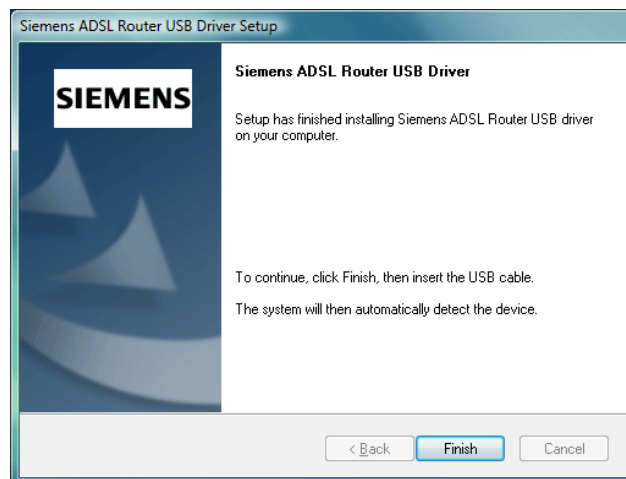 Siemens ADSL Router USB Driver Setup
SIEMENS
Siemens ADSL Router USB Driver
Setup has finished installing Siemens ADSL Router USB driver
on your computer.
To continue, click Finish, then insert the USB cable.
The system will then automatically detect the device.
< Back
Finish
Cancel